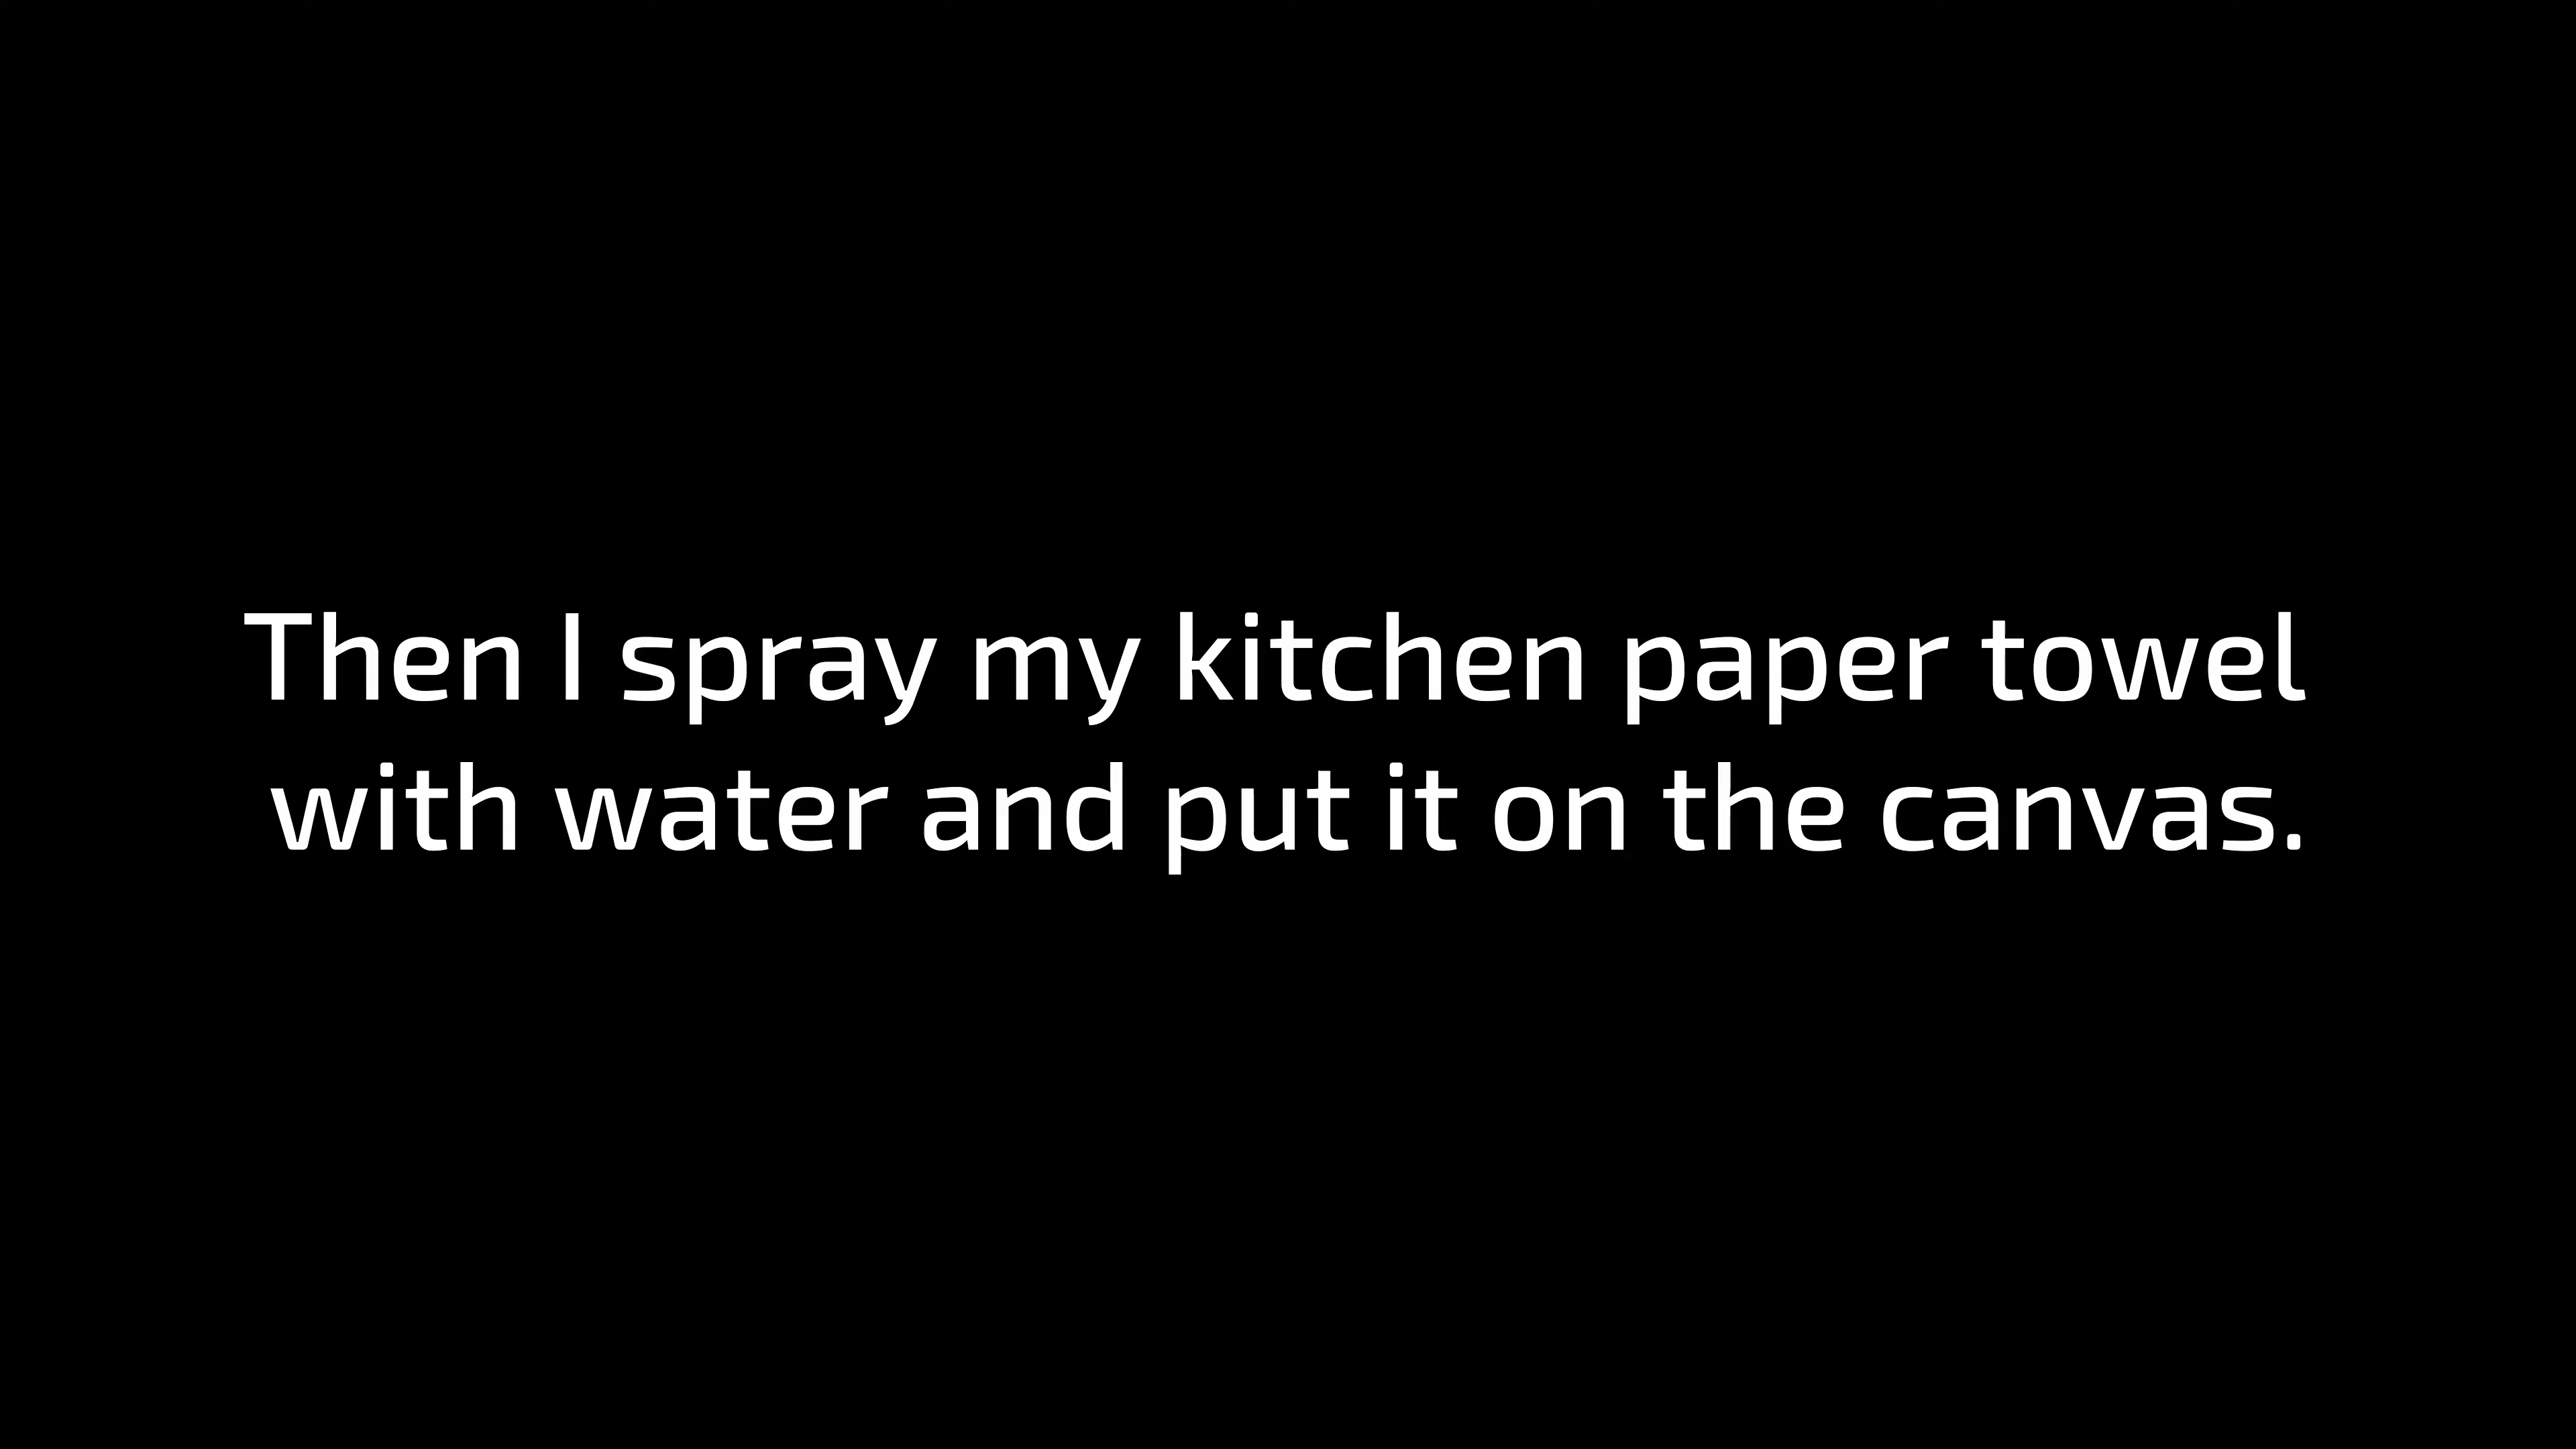 Then I spray my kitchen paper towel
with water and put it on the canvas.